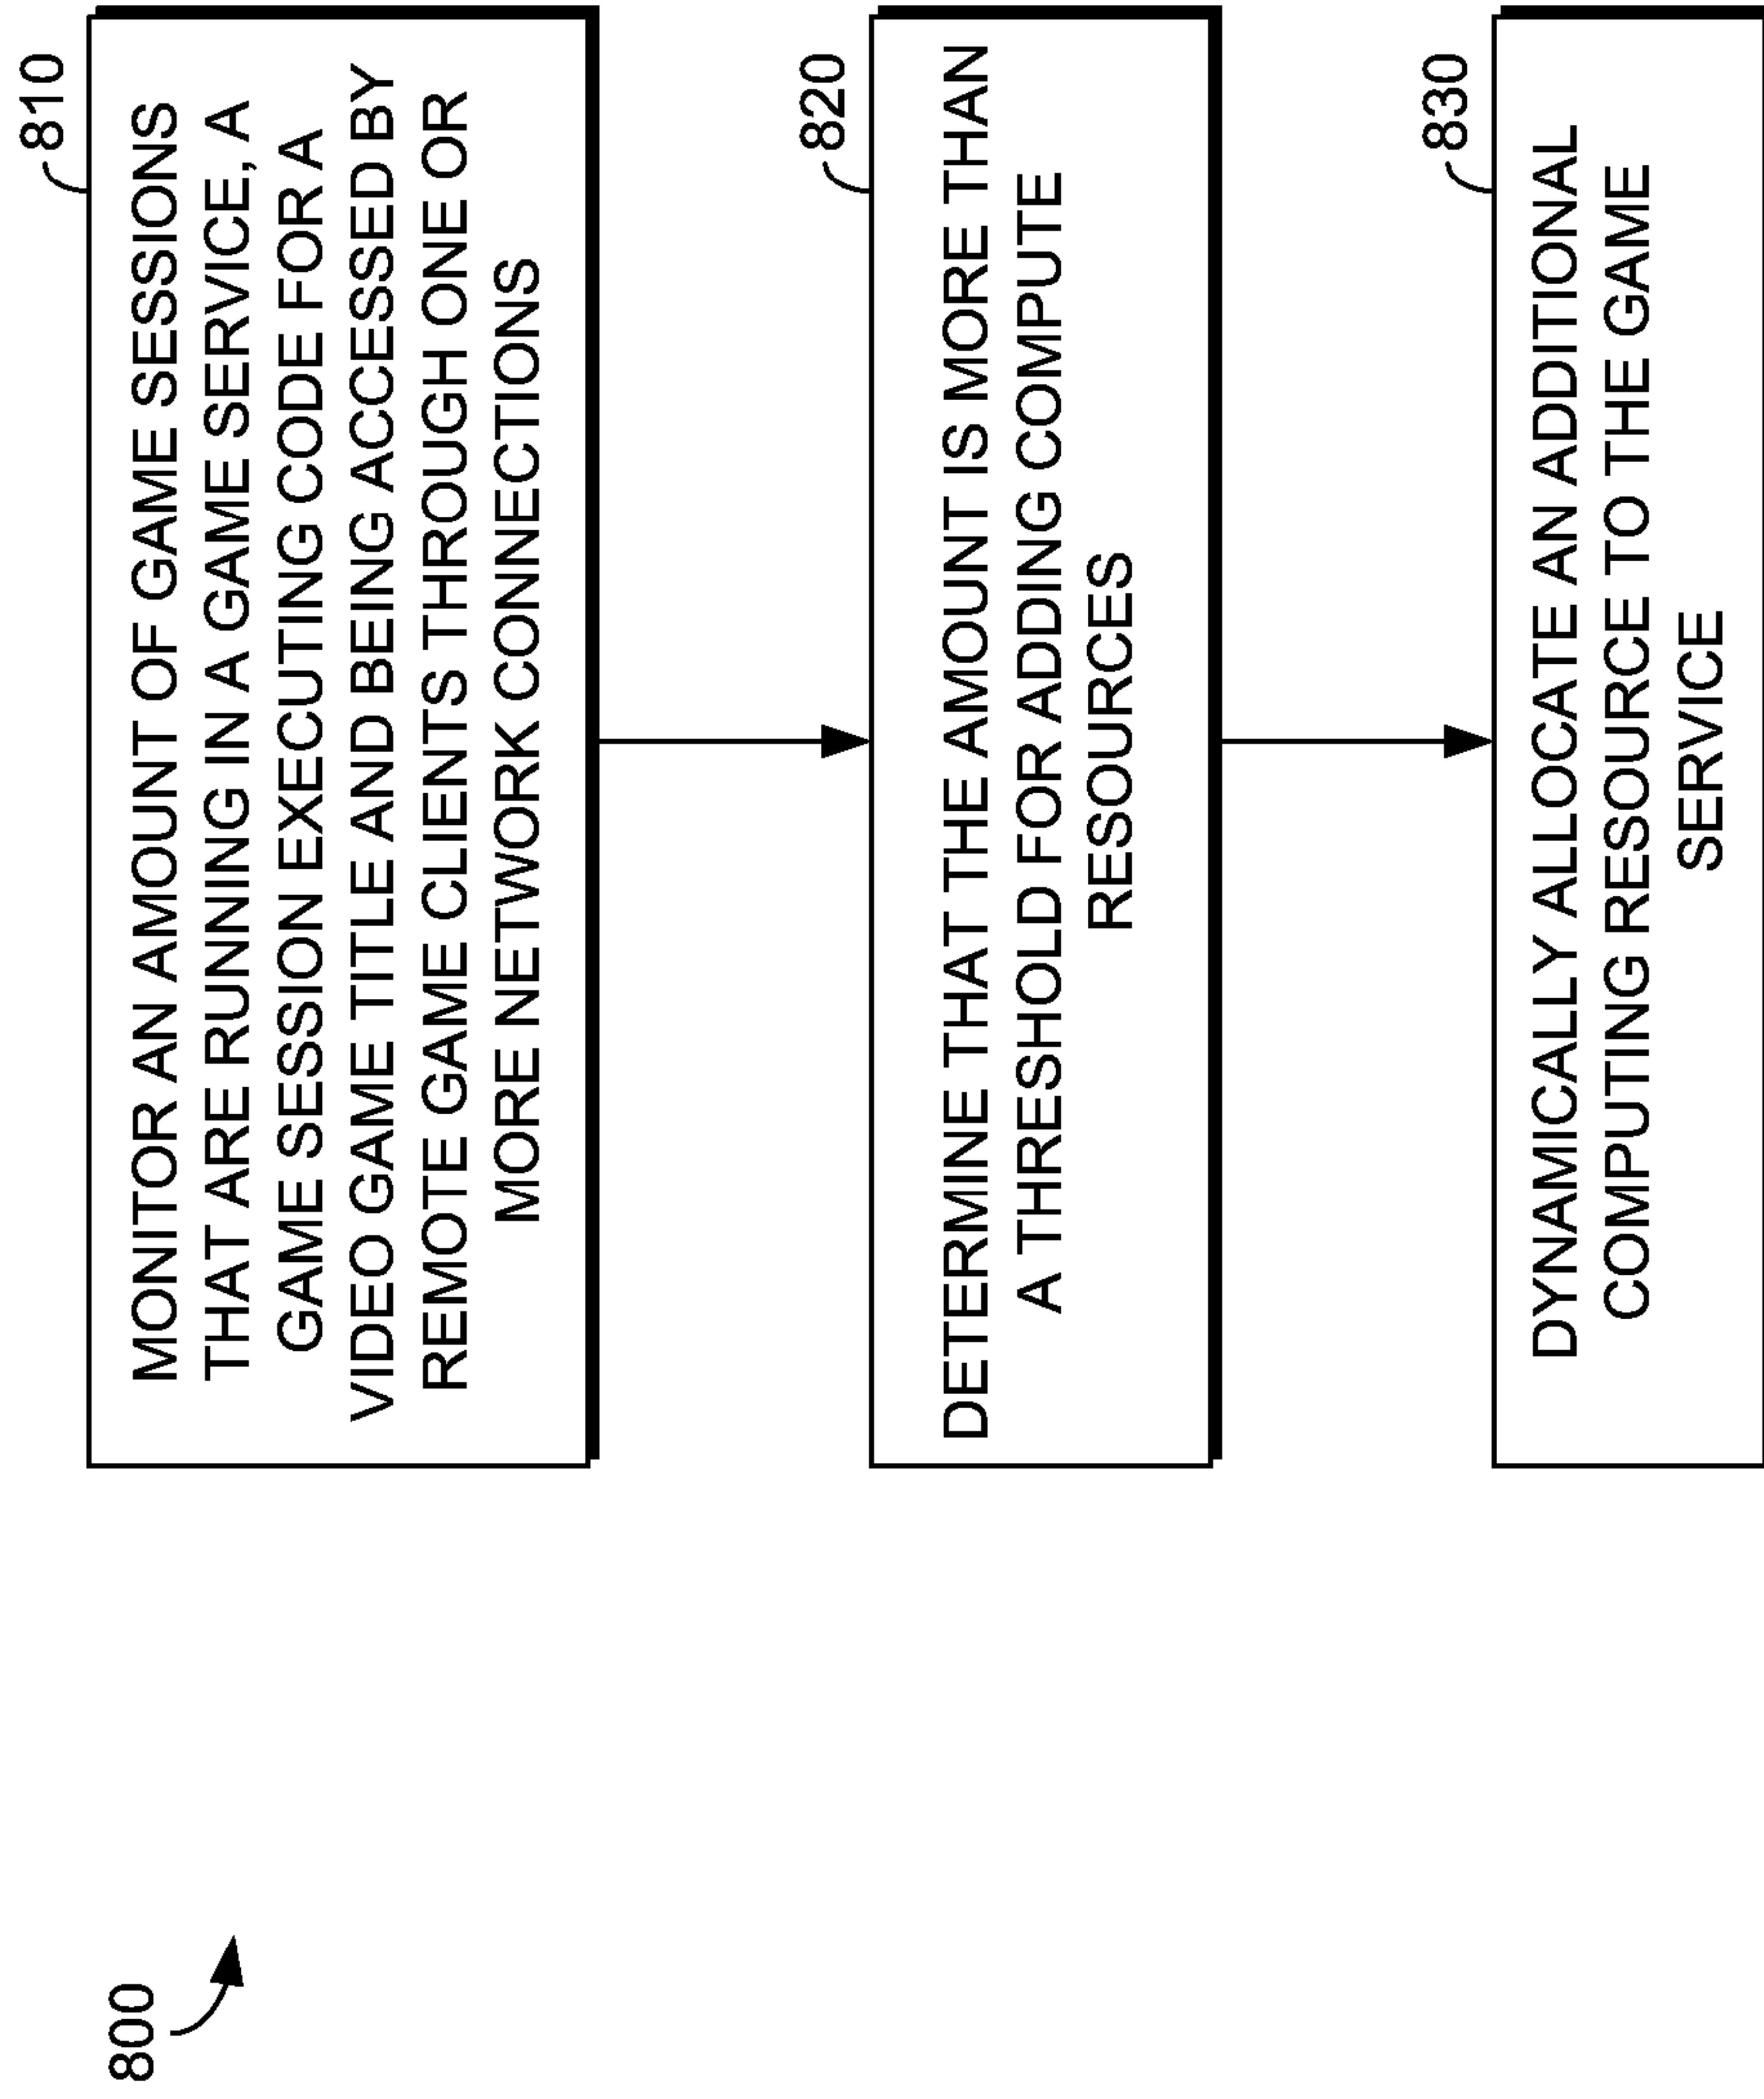 800
810
MONITOR AN AMOUNT OF GAME SESSIONS
THAT ARE RUNNING IN A GAME SERVICE, A
GAME SESSION EXECUTING CODE FOR A
VIDEO GAME TITLE AND BEING ACCESSED BY
REMOTE GAME CLIENTS THROUGH ONE OR
MORE NETWORK CONNECTIONS
820
DETERMINE THAT THE AMOUNT IS MORE THAN
A THRESHOLD FOR ADDING COMPUTE
RESOURCES
830
DYNAMICALLY ALLOCATE AN ADDITIONAL
COMPUTING RESOURCE TO THE GAME
SERVICE